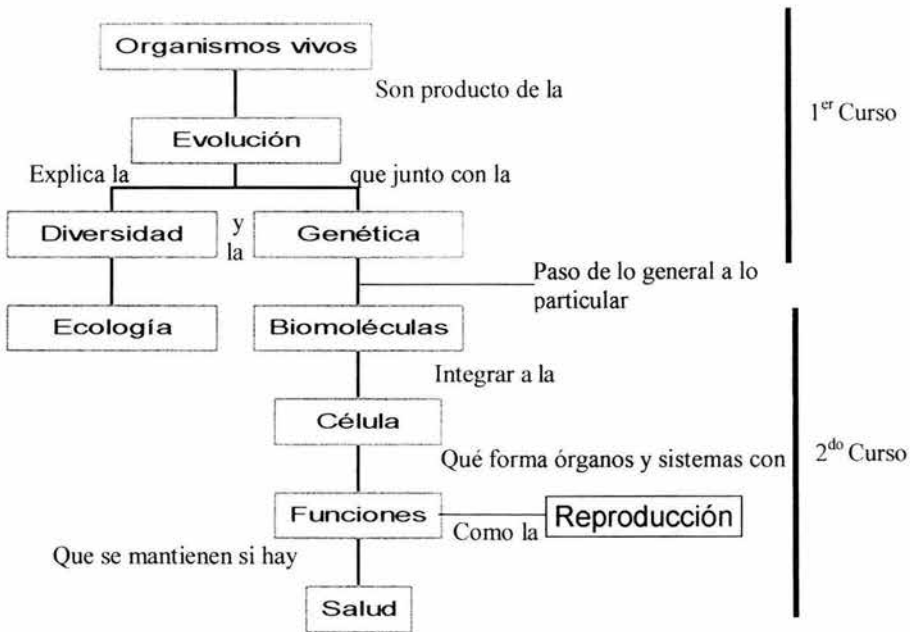 Organismos vivos
Son producto de la
1er Curso
Evolución
Explica la
que junto con la
Diversidad
y
la
Genética
Paso de lo general a lo
particular
Ecología
Biomoléculas
Integrar a la
Célula
Qué forma órganos y sistemas con
2do Curso
Funciones
Como la
Reproducción
Que se mantienen si hay
Salud